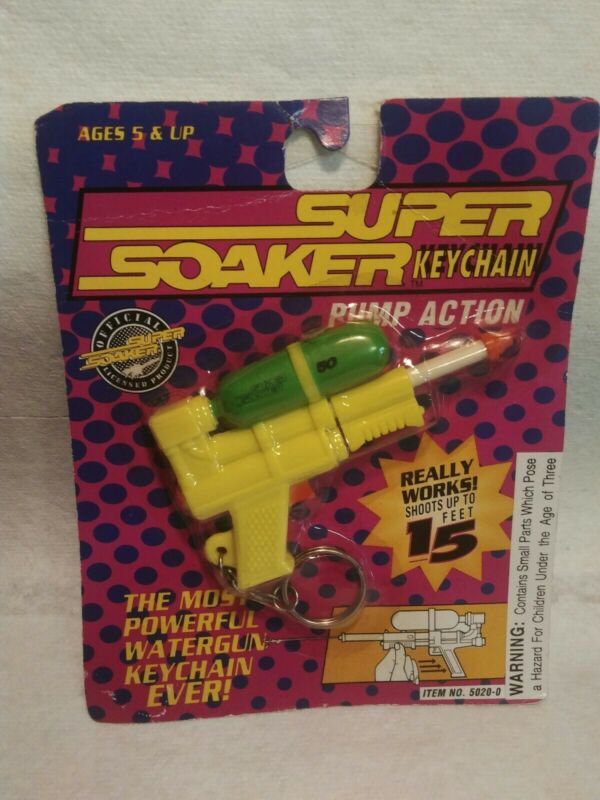 AGES 5 & UP
SUPER
SOAKER™ KEYCHAIN
PUMP ACTION
OFFICIAL
SUPER
SOAKER
LICENSED PRODUCT
50
REALLY
WORKS!
SHOOTS UP TO
FEET
15
THE MOST
POWERFUL
WATERGUN
KEYCHAIN
EVER!
ITEM NO. 5020-0
WARNING: Contains Small Parts Which Pose
a Hazard For Children Under the Age of Three